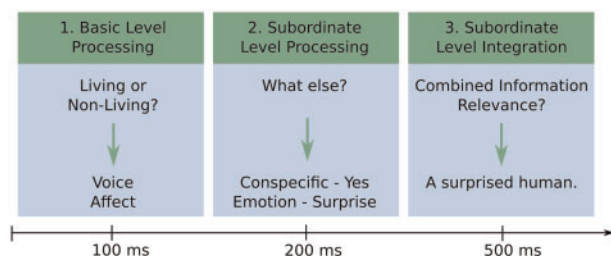 1. Basic Level
Processing
Living or
Non-Living?
Voice
Affect
2. Subordinate
Level Processing
What else?
Conspecific - Yes
Emotion - Surprise
3. Subordinate
Level Integration
Combined Information
Relevance?
A surprised human.
100 ms
200 ms
500 ms